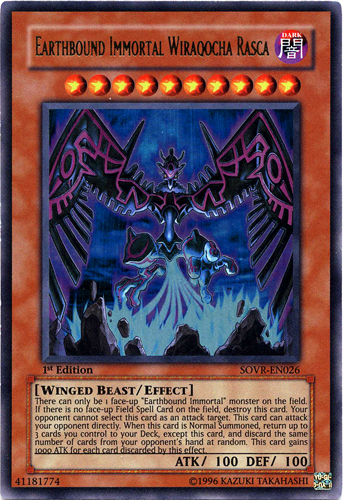 EARTHBOUND IMMORTAL WIRAQOCHA RASCA
DARK
闇
1st Edition
SOVR-EN026
[WINGED BEAST/EFFECT]
There can only be 1 face-up "Earthbound Immortal" monster on the field.
If there is no face-up Field Spell Card on the field, destroy this card. Your
opponent cannot select this card as an attack target. This card can attack
your opponent directly. When this card is Normal Summoned, return up to
3 cards you control to your Deck, except this card, and discard the same
number of cards from your opponent's hand at random. This card gains
1000 ATK for each card discarded by this effect.
ATK/ 100 DEF/ 100
41181774
©1996 KAZUKI TAKAHASHI